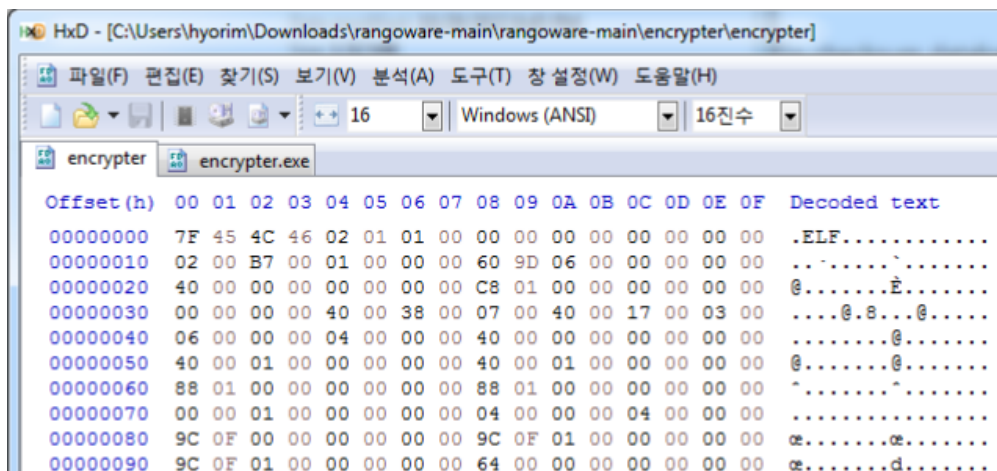 HxD - [C:\Users\hyorim\Downloads\rangoware-main\rangoware-main\encrypter\encrypter]
파일(F) 편집(E) 찾기(S) 보기(V) 분석(A) 도구(T) 창 설정(W) 도움말(H)
16 Windows (ANSI) 16진수
encrypter encrypter.exe
Offset(h) 00 01 02 03 04 05 06 07 08 09 0A 0B 0C 0D 0E 0F Decoded text
00000000 7F 45 4C 46 02 01 01 00 00 00 00 00 00 00 00 00 .ELF............
00000010 02 00 B7 00 01 00 00 00 60 9D 06 00 00 00 00 00 ..·.....`.......
00000020 40 00 00 00 00 00 00 00 C8 01 00 00 00 00 00 00 @.......È.......
00000030 00 00 00 00 40 00 38 00 07 00 40 00 17 00 03 00 ....@.8...@.....
00000040 06 00 00 00 04 00 00 00 40 00 00 00 00 00 00 00 ........@.......
00000050 40 00 01 00 00 00 00 00 40 00 01 00 00 00 00 00 @.......@.......
00000060 88 01 00 00 00 00 00 00 88 01 00 00 00 00 00 00 ˆ.......ˆ.......
00000070 00 00 01 00 00 00 00 00 04 00 00 00 04 00 00 00 ................
00000080 9C 0F 00 00 00 00 00 00 9C 0F 01 00 00 00 00 00 œ.......œ.......
00000090 9C 0F 01 00 00 00 00 00 64 00 00 00 00 00 00 00 œ.......d.......